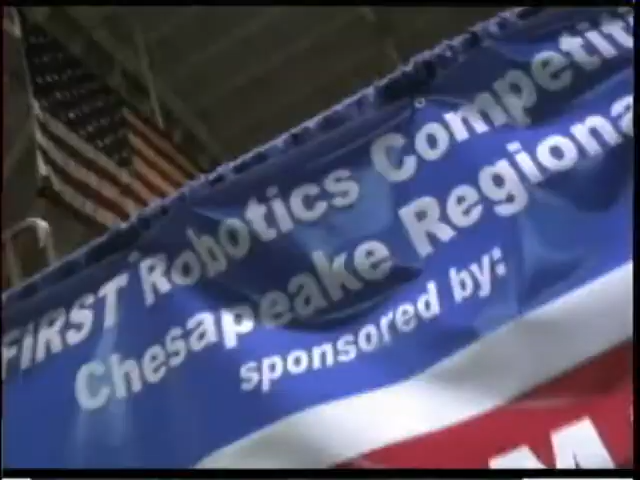 FIRST Robotics Competiti
Chesapeake Regiona
sponsored by:
M